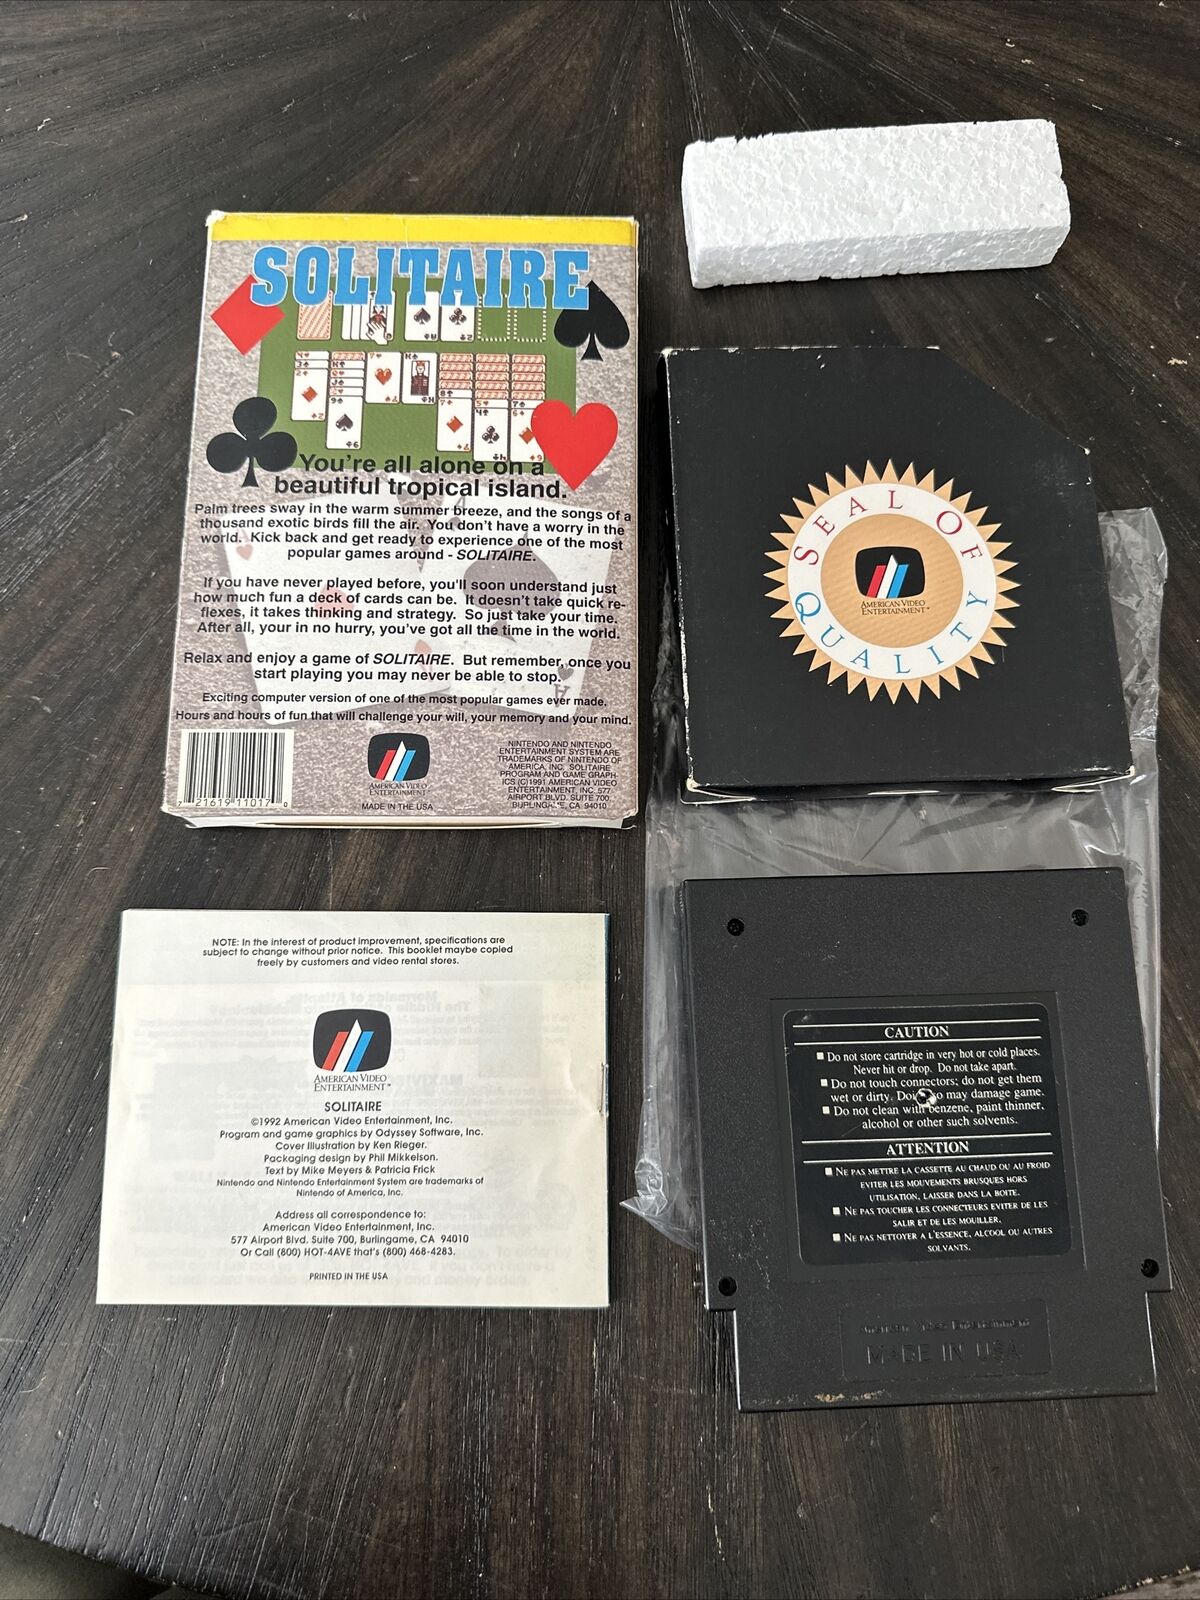 SOLITAIRE
You're all alone on a
beautiful tropical island.
Palm trees sway in the warm summer breeze, and the songs of a
thousand exotic birds fill the air. You don't have a worry in the
world. Kick back and get ready to experience one of the most
popular games around - SOLITAIRE.
If you have never played before, you'll soon understand just
how much fun a deck of cards can be. It doesn't take quick re-
flexes, it takes thinking and strategy. So just take your time.
After all, your in no hurry, you've got all the time in the world.
Relax and enjoy a game of SOLITAIRE. But remember, once you
start playing you may never be able to stop.
Exciting computer version of one of the most popular games ever made.
Hours and hours of fun that will challenge your will, your memory and your mind.
7 21619 11017 0
AMERICAN VIDEO
ENTERTAINMENT
MADE IN THE USA
NINTENDO AND NINTENDO
ENTERTAINMENT SYSTEM ARE
TRADEMARKS OF NINTENDO OF
AMERICA, INC. SOLITAIRE
PROGRAM AND GAME GRAPH-
ICS (C)1991 AMERICAN VIDEO
ENTERTAINMENT, INC. 577
AIRPORT BLVD. SUITE 700
BURLINGAME, CA 94010
SEAL OF
QUALITY
AMERICAN VIDEO
ENTERTAINMENT™
NOTE: In the interest of product improvement, specifications are
subject to change without prior notice. This booklet maybe copied
freely by customers and video rental stores.
AMERICAN VIDEO
ENTERTAINMENT™
SOLITAIRE
©1992 American Video Entertainment, Inc.
Program and game graphics by Odyssey Software, Inc.
Cover Illustration by Ken Rieger.
Packaging design by Phil Mikkelson.
Text by Mike Meyers & Patricia Frick
Nintendo and Nintendo Entertainment System are trademarks of
Nintendo of America, Inc.
Address all correspondence to:
American Video Entertainment, Inc.
577 Airport Blvd. Suite 700, Burlingame, CA 94010
Or Call (800) HOT-4AVE that's (800) 468-4283.
PRINTED IN THE USA
CAUTION
Do not store cartridge in very hot or cold places.
Never hit or drop. Do not take apart.
Do not touch connectors; do not get them
wet or dirty. Doing so may damage game.
Do not clean with benzene, paint thinner,
alcohol or other such solvents.
ATTENTION
NE PAS METTRE LA CASSETTE AU CHAUD OU AU FROID
EVITER LES MOUVEMENTS BRUSQUES HORS
UTILISATION, LAISSER DANS LA BOITE.
NE PAS TOUCHER LES CONNECTEURS EVITER DE LES
SALIR ET DE LES MOUILLER.
NE PAS NETTOYER A L'ESSENCE, ALCOOL OU AUTRES
SOLVANTS.
American Video Entertainment
MADE IN USA